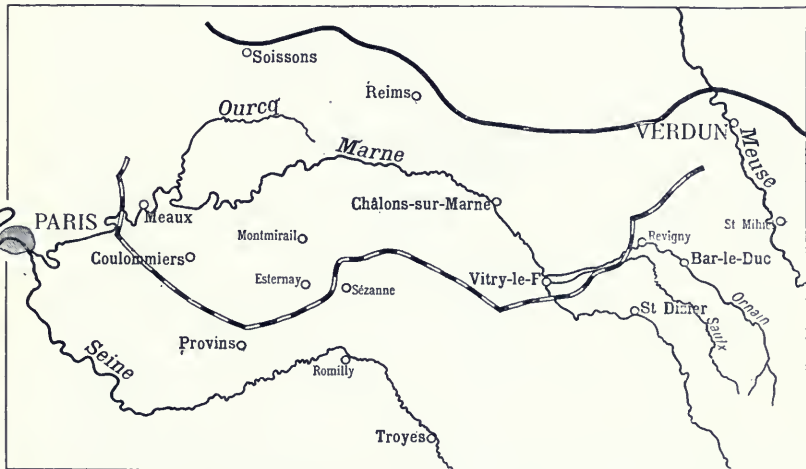 Soissons
Reims
Ourcq
VERDUN
Marne
Meuse
PARIS
Meaux
Châlons-sur-Marne
St Mihiel
Montmirail
Revigny
Coulommiers
Bar-le-Duc
Esternay
Sézanne
Vitry-le-F
Ornain
St Dizier
Saulx
Provins
Seine
Romilly
Troyes